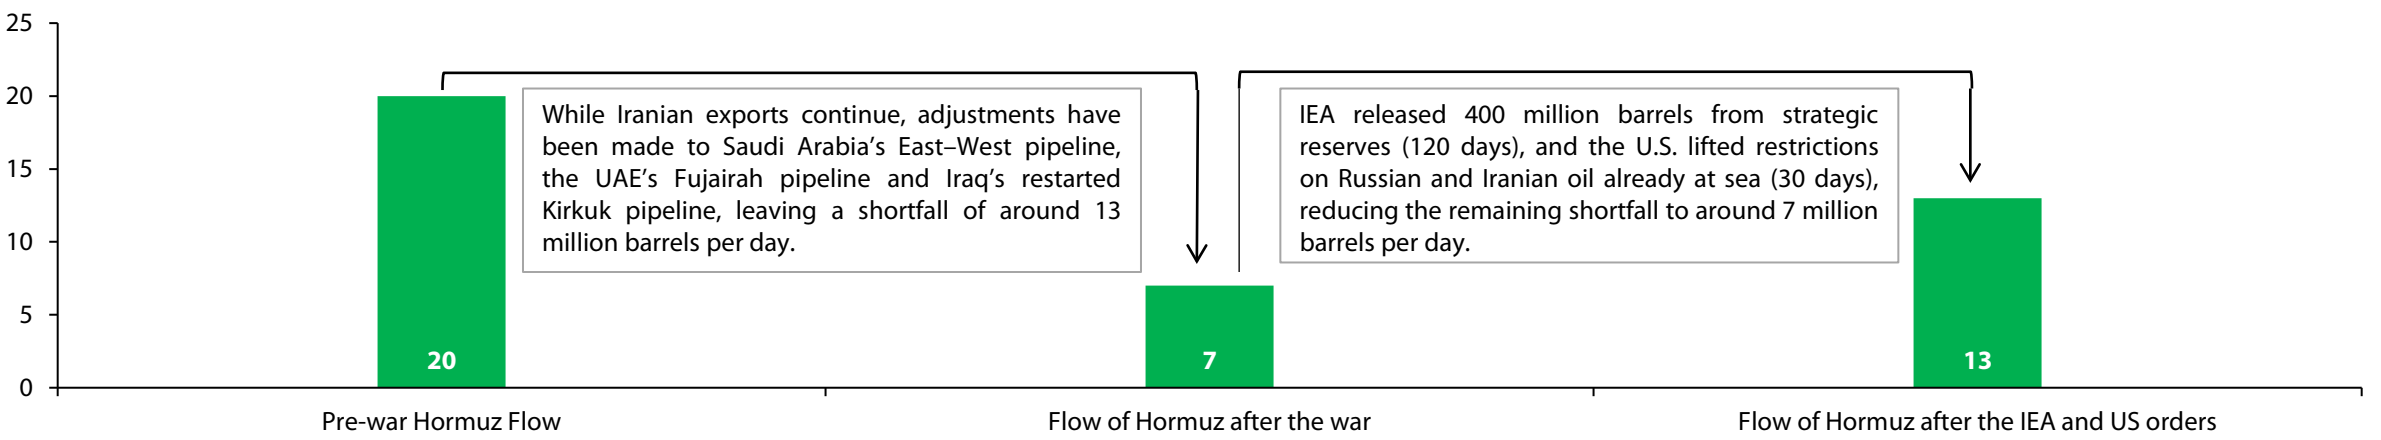 25
20
15
10
5
0
While Iranian exports continue, adjustments have
been made to Saudi Arabia’s East–West pipeline,
the UAE’s Fujairah pipeline and Iraq’s restarted
Kirkuk pipeline, leaving a shortfall of around 13
million barrels per day.
IEA released 400 million barrels from strategic
reserves (120 days), and the U.S. lifted restrictions
on Russian and Iranian oil already at sea (30 days),
reducing the remaining shortfall to around 7 million
barrels per day.
20
7
13
Pre-war Hormuz Flow
Flow of Hormuz after the war
Flow of Hormuz after the IEA and US orders